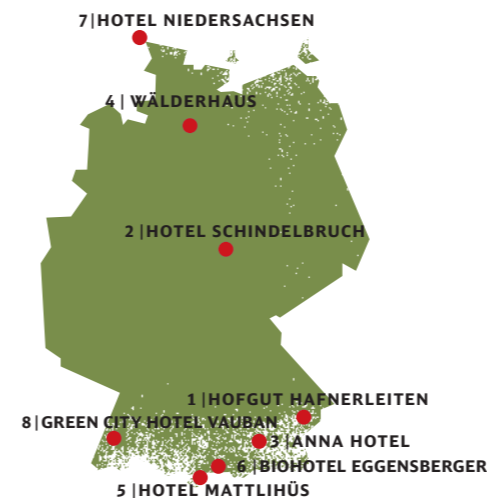 7|HOTEL NIEDERSACHSEN
4 | WÄLDERHAUS
2 |HOTEL SCHINDELBRUCH
1 |HOFGUT HAFNERLEITEN
8|GREEN CITY HOTEL VAUBAN
3 |ANNA HOTEL
6 |BIOHOTEL EGGENSBERGER
5 |HOTEL MATTLIHÜS